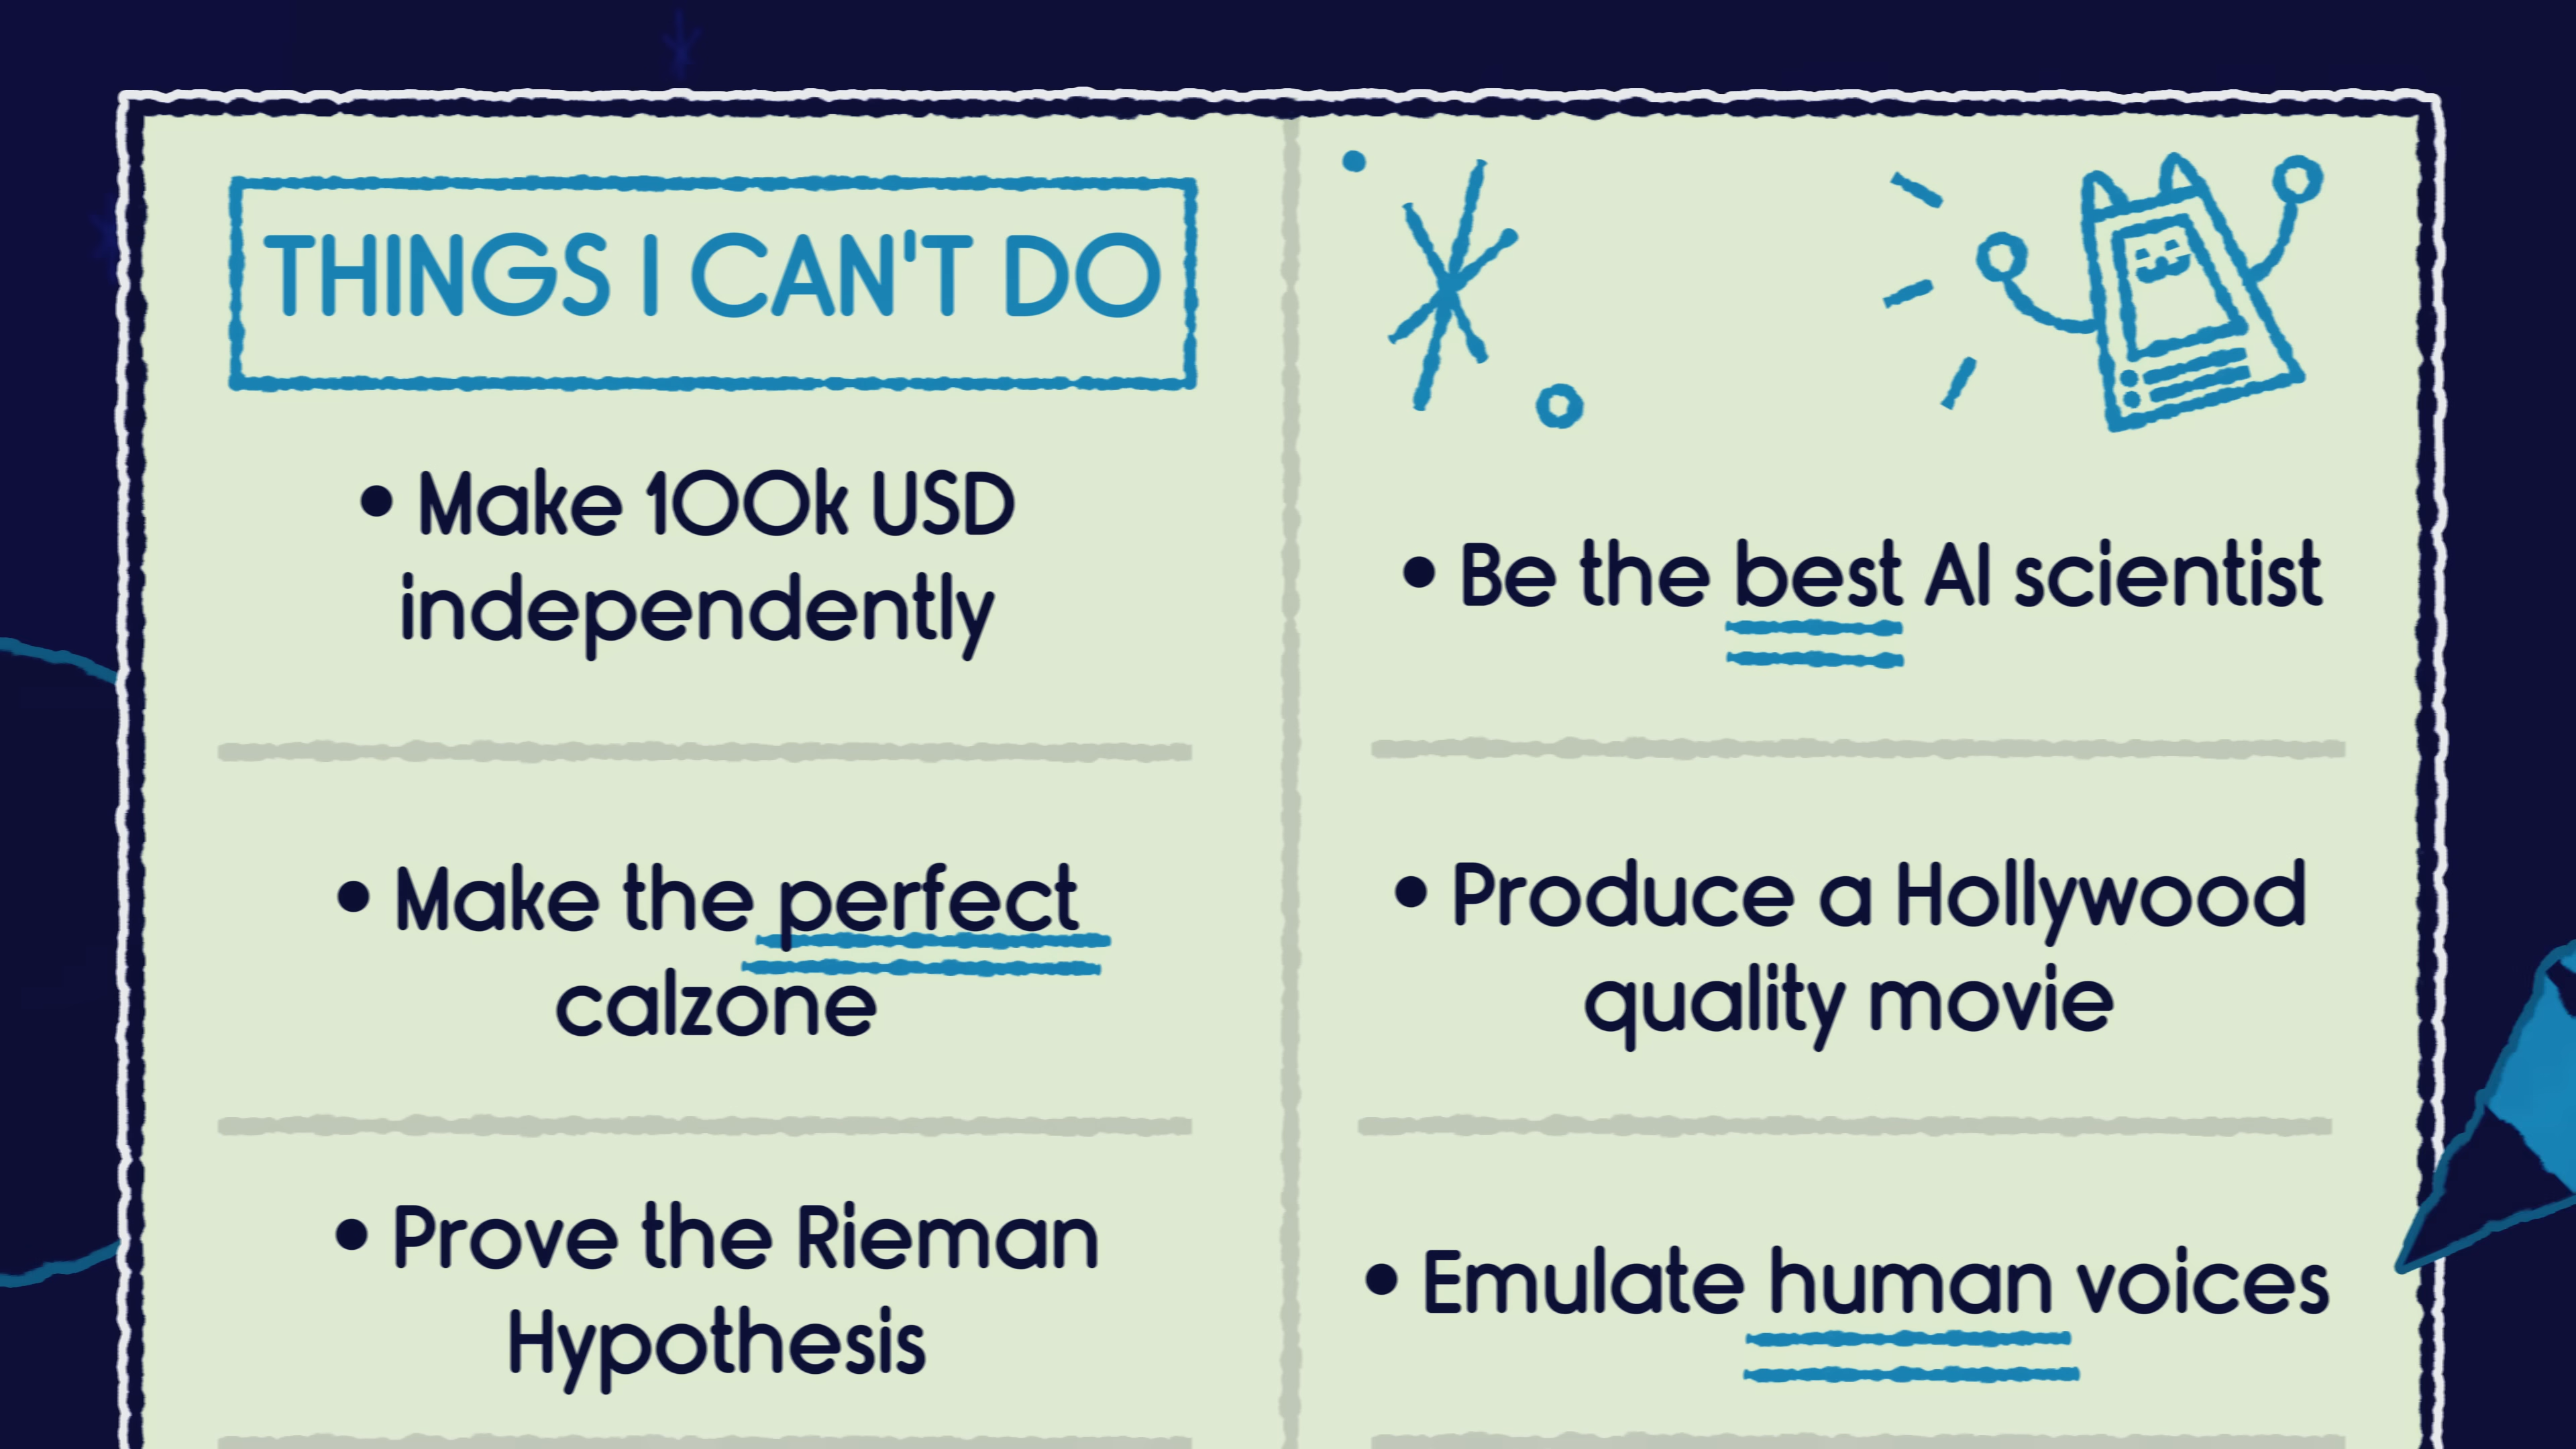 THINGS I CAN'T DO
• Make 100k USD
independently
• Make the perfect
calzone
• Prove the Rieman
Hypothesis
• Be the best AI scientist
• Produce a Hollywood
quality movie
• Emulate human voices